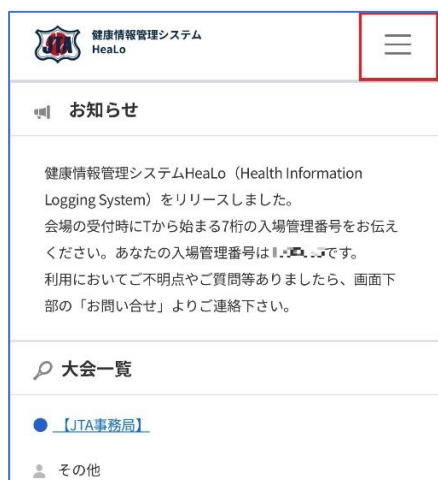 JTA
健康情報管理システム
HeaLo
お知らせ
健康情報管理システムHeaLo（Health Information
Logging System）をリリースしました。
会場の受付時にTから始まる7桁の入場管理番号をお伝え
ください。あなたの入場管理番号は です。
利用においてご不明点やご質問等ありましたら、画面下
部の「お問い合せ」よりご連絡下さい。
大会一覧
【JTA事務局】
その他